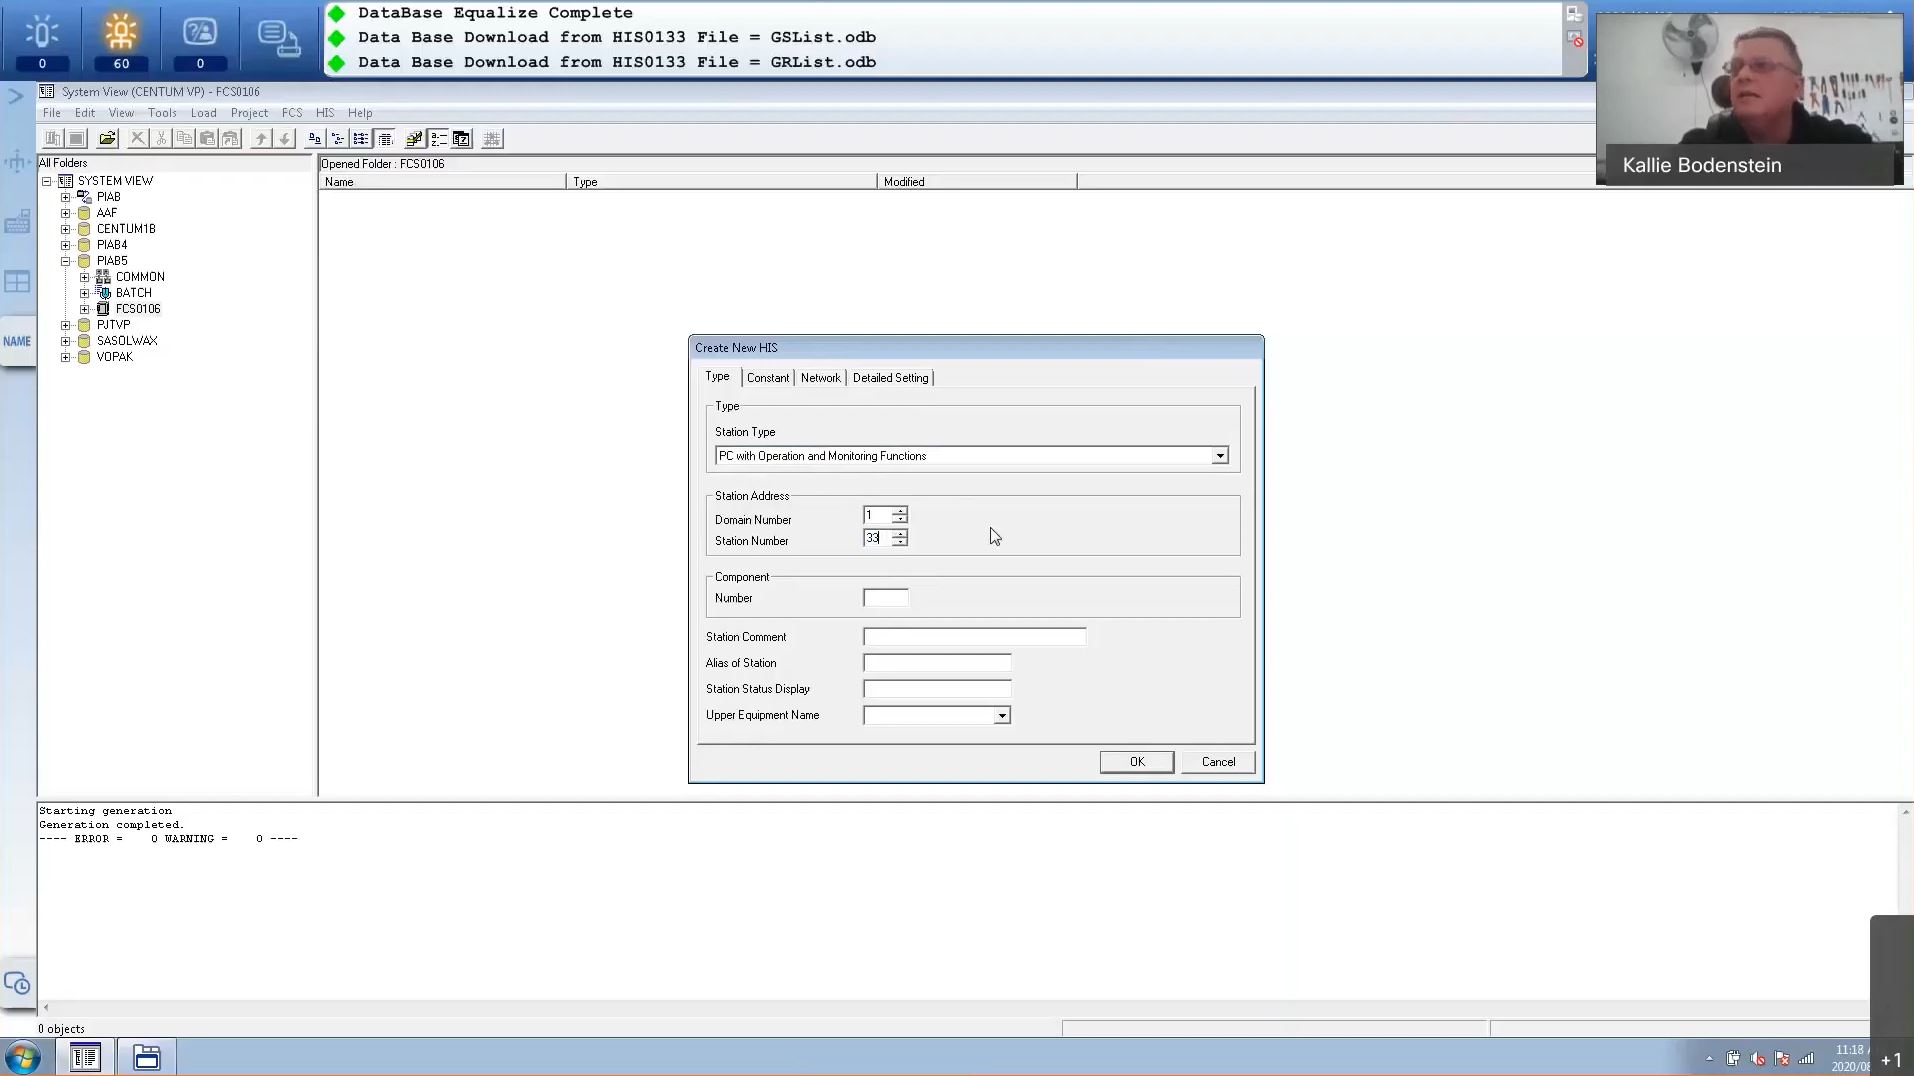 DataBase Equalize Complete
Data Base Download from HIS0133 File = GSList.odb
Data Base Download from HIS0133 File = GRList.odb
0
60
0
System View (CENTUM VP) - FCS0106
File Edit View Tools Load Project FCS HIS Help
Kallie Bodenstein
All Folders
Opened Folder : FCS0106
Name Type Modified
SYSTEM VIEW
PIAB
AAF
CENTUM1B
PIAB4
PIAB5
COMMON
BATCH
FCS0106
PJTVP
SASOLWAX
VOPAK
NAME
Create New HIS
Type Constant Network Detailed Setting
Type
Station Type
PC with Operation and Monitoring Functions
Station Address
Domain Number 1
Station Number 33
Component
Number
Station Comment
Alias of Station
Station Status Display
Upper Equipment Name
OK Cancel
Starting generation
Generation completed.
---- ERROR = 0 WARNING = 0 ----
0 objects
11:18
2020/08
+1